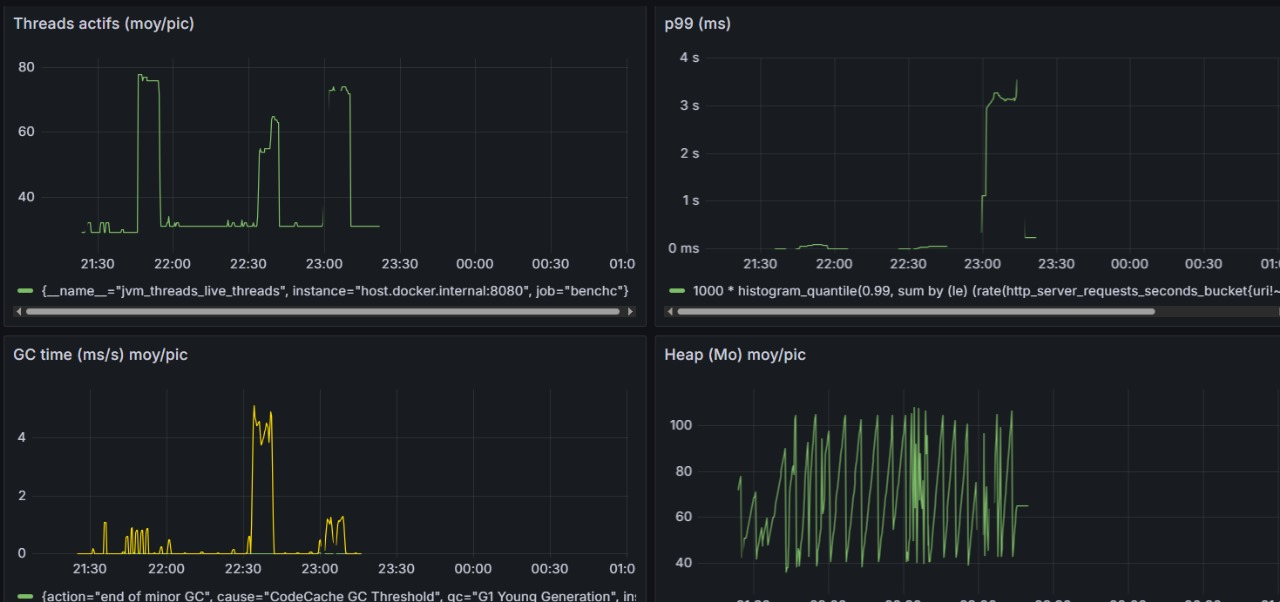 Threads actifs (moy/pic)
80
60
40
21:30 22:00 22:30 23:00 23:30 00:00 00:30 01:0
{__name__="jvm_threads_live_threads", instance="host.docker.internal:8080", job="benchc"}
p99 (ms)
4 s
3 s
2 s
1 s
0 ms
21:30 22:00 22:30 23:00 23:30 00:00 00:30 01:
1000 * histogram_quantile(0.99, sum by (le) (rate(http_server_requests_seconds_bucket{uri!~
GC time (ms/s) moy/pic
4
2
0
21:30 22:00 22:30 23:00 23:30 00:00 00:30 01:0
{action="end of minor GC", cause="CodeCache GC Threshold", gc="G1 Young Generation", in
Heap (Mo) moy/pic
100
80
60
40